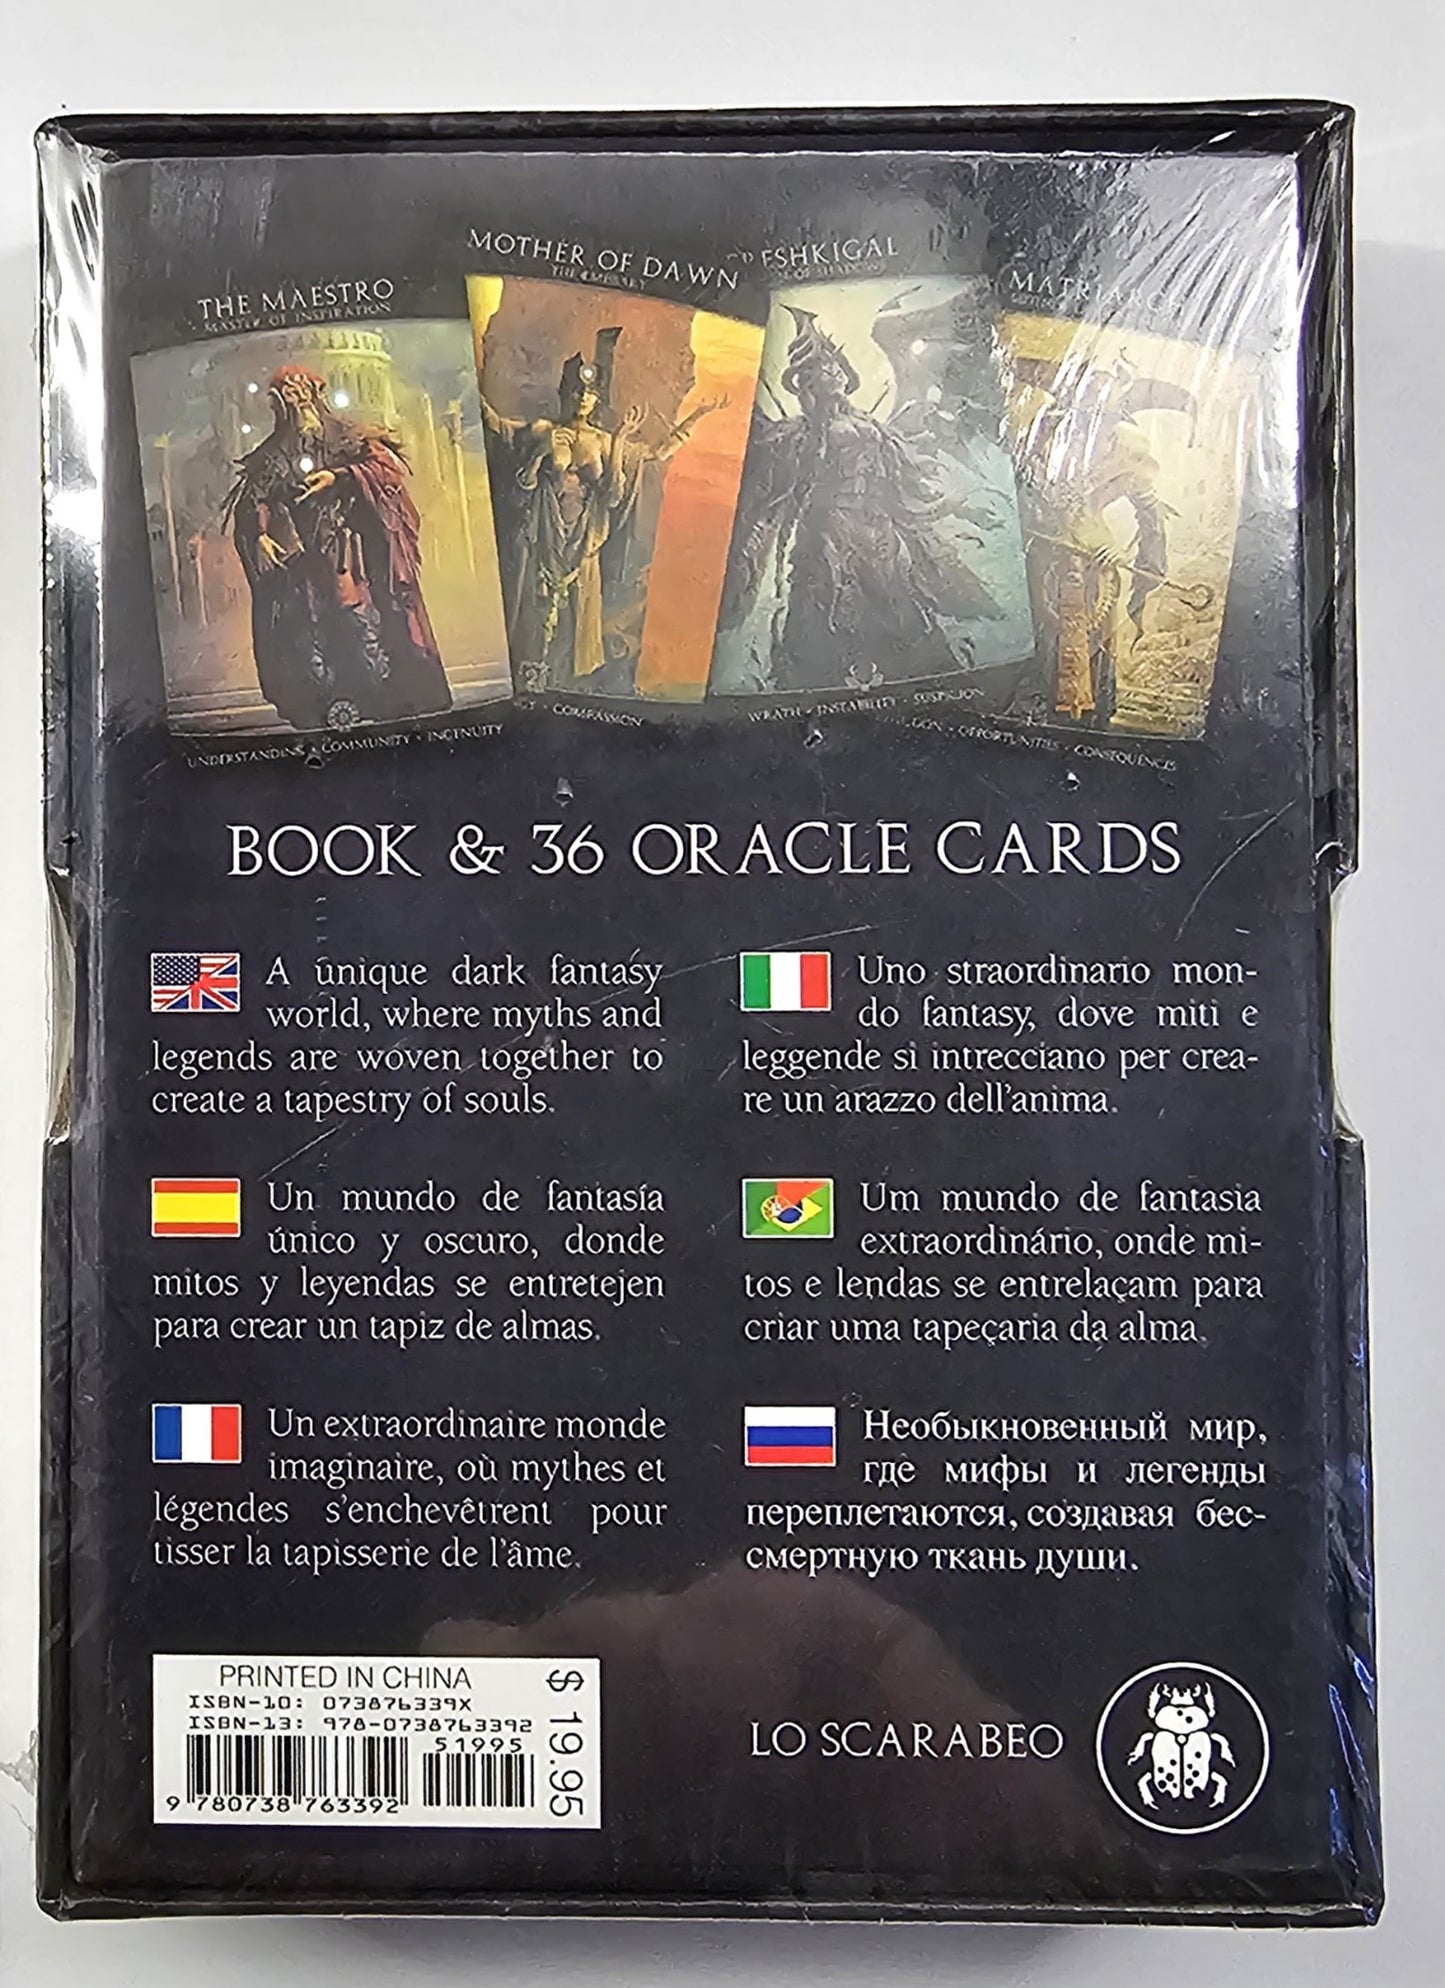 THE MAESTRO
MASTER OF INSPIRATION
UNDERSTANDING • COMMUNITY • INGENUITY
MOTHER OF DAWN
• COMPASSION
ESHKIGAL
OF SHADOWS
WRATH • INSTABILITY • SUSPICION
MATRIARCH
• OPPORTUNITIES • CONSEQUENCES
BOOK & 36 ORACLE CARDS
A unique dark fantasy
world, where myths and
legends are woven together to
create a tapestry of souls.
Uno straordinario mon-
do fantasy, dove miti e
leggende si intrecciano per crea-
re un arazzo dell'anima.
Un mundo de fantasía
único y oscuro, donde
mitos y leyendas se entretejen
para crear un tapiz de almas.
Um mundo de fantasia
extraordinário, onde mi-
tos e lendas se entrelaçam para
criar uma tapeçaria da alma.
Un extraordinaire monde
imaginaire, où mythes et
légendes s'enchevêtrent pour
tisser la tapisserie de l'âme.
Необыкновенный мир,
где мифы и легенды
переплетаются, создавая бес-
смертную ткань души.
PRINTED IN CHINA
ISBN-10: 073876339X
ISBN-13: 978-0738763392
51995
9 780738 763392
$ 19.95
LO SCARABEO